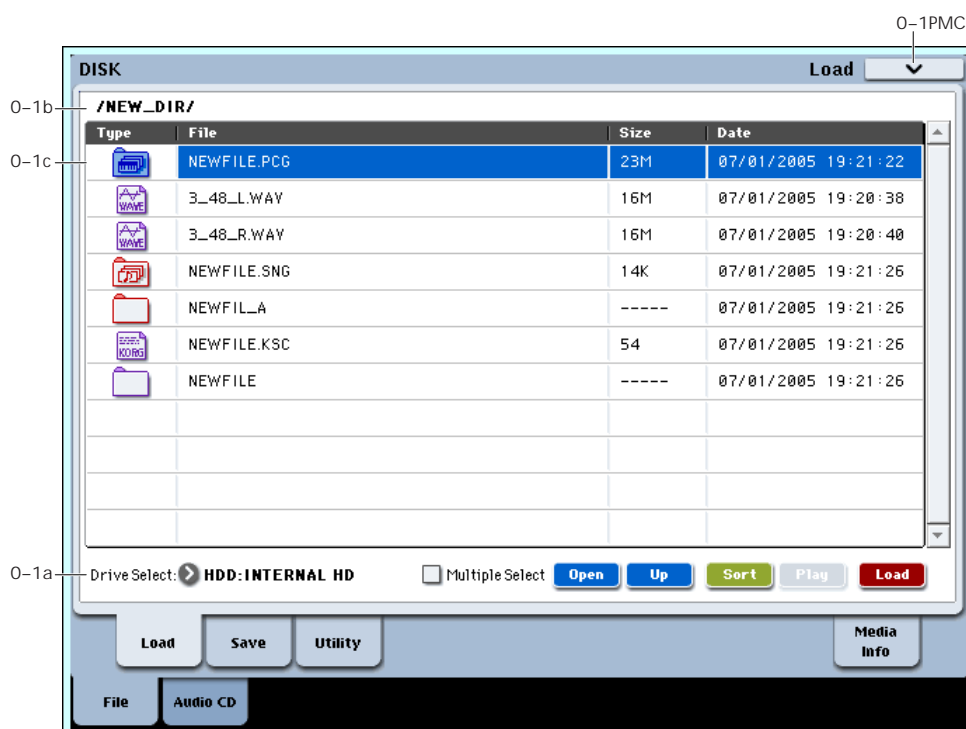 0-1PMC
DISK Load
0-1b /NEW_DIR/
Type File Size Date
0-1c NEWFILE.PCG 23M 07/01/2005 19:21:22
WAVE 3_48_L.WAV 16M 07/01/2005 19:20:38
WAVE 3_48_R.WAV 16M 07/01/2005 19:20:40
NEWFILE.SNG 14K 07/01/2005 19:21:26
NEWFIL_A ----- 07/01/2005 19:21:26
KORG NEWFILE.KSC 54 07/01/2005 19:21:26
NEWFILE ----- 07/01/2005 19:21:26
0-1a Drive Select: HDD:INTERNAL HD Multiple Select Open Up Sort Play Load
Load Save Utility Media Info
File Audio CD